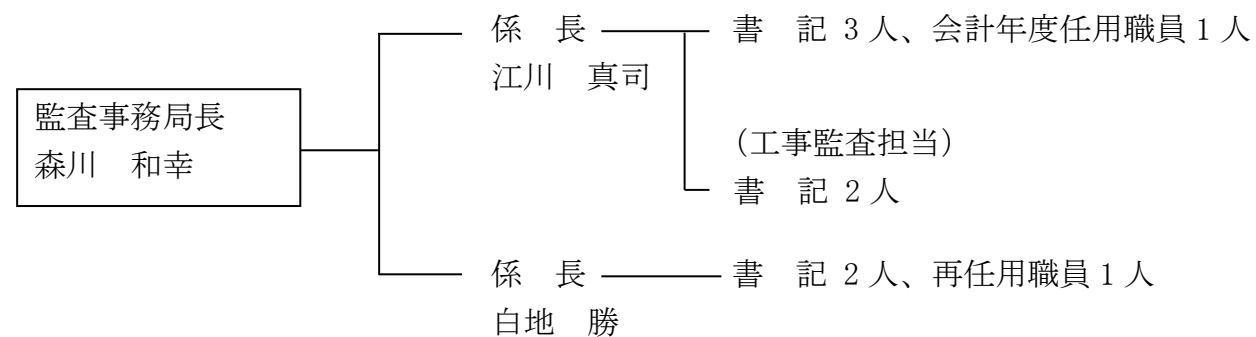 係　長　書　記 3人、会計年度任用職員1人
江川　真司
監査事務局長
森川　和幸
(工事監査担当)
書　記 2人
係　長　書　記 2人、再任用職員1人
白地　勝